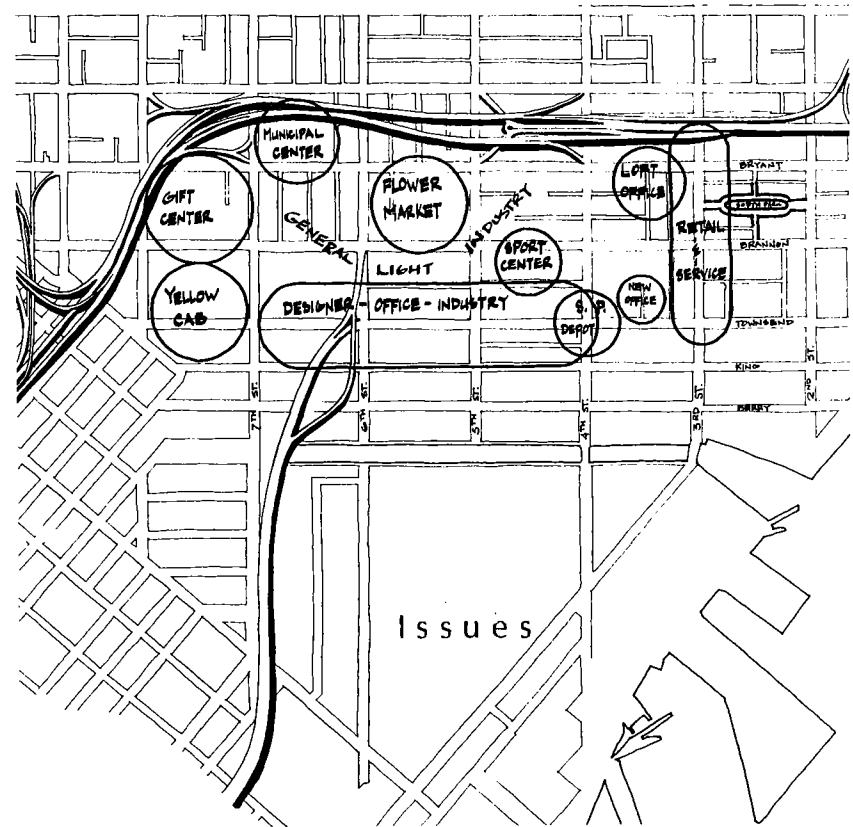 MUNICIPAL
CENTER
GIFT
CENTER
FLOWER
MARKET
LOFT
OFFICE
BRYANT
SOUTH PARK
BRANNON
RETAIL
&
SERVICE
GENERAL
LIGHT
INDUSTRY
SPORT
CENTER
YELLOW
CAB
DESIGNER - OFFICE - INDUSTRY
S. P.
DEPOT
NEW
OFFICE
TOWNSEND
KING
BERRY
7TH ST.
6TH ST.
5TH ST.
4TH ST.
3RD ST.
2ND ST.
Issues